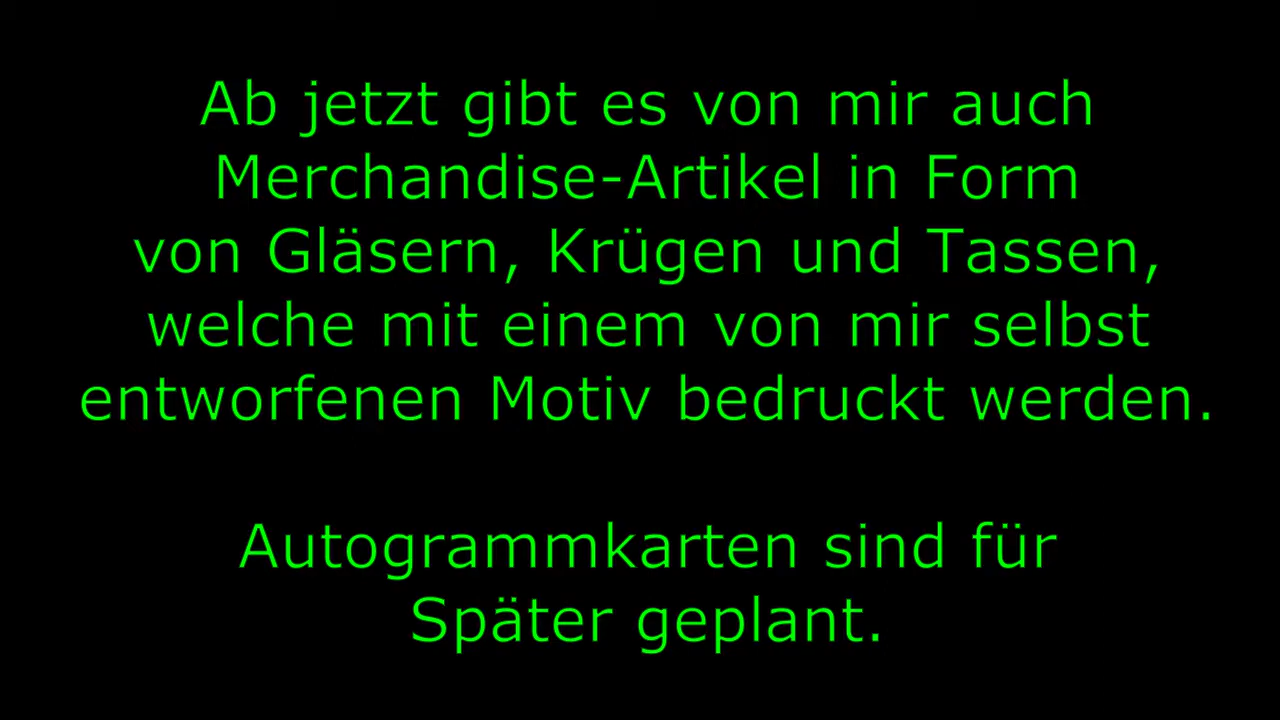 Ab jetzt gibt es von mir auch
Merchandise-Artikel in Form
von Gläsern, Krügen und Tassen,
welche mit einem von mir selbst
entworfenen Motiv bedruckt werden.
Autogrammkarten sind für
Später geplant.